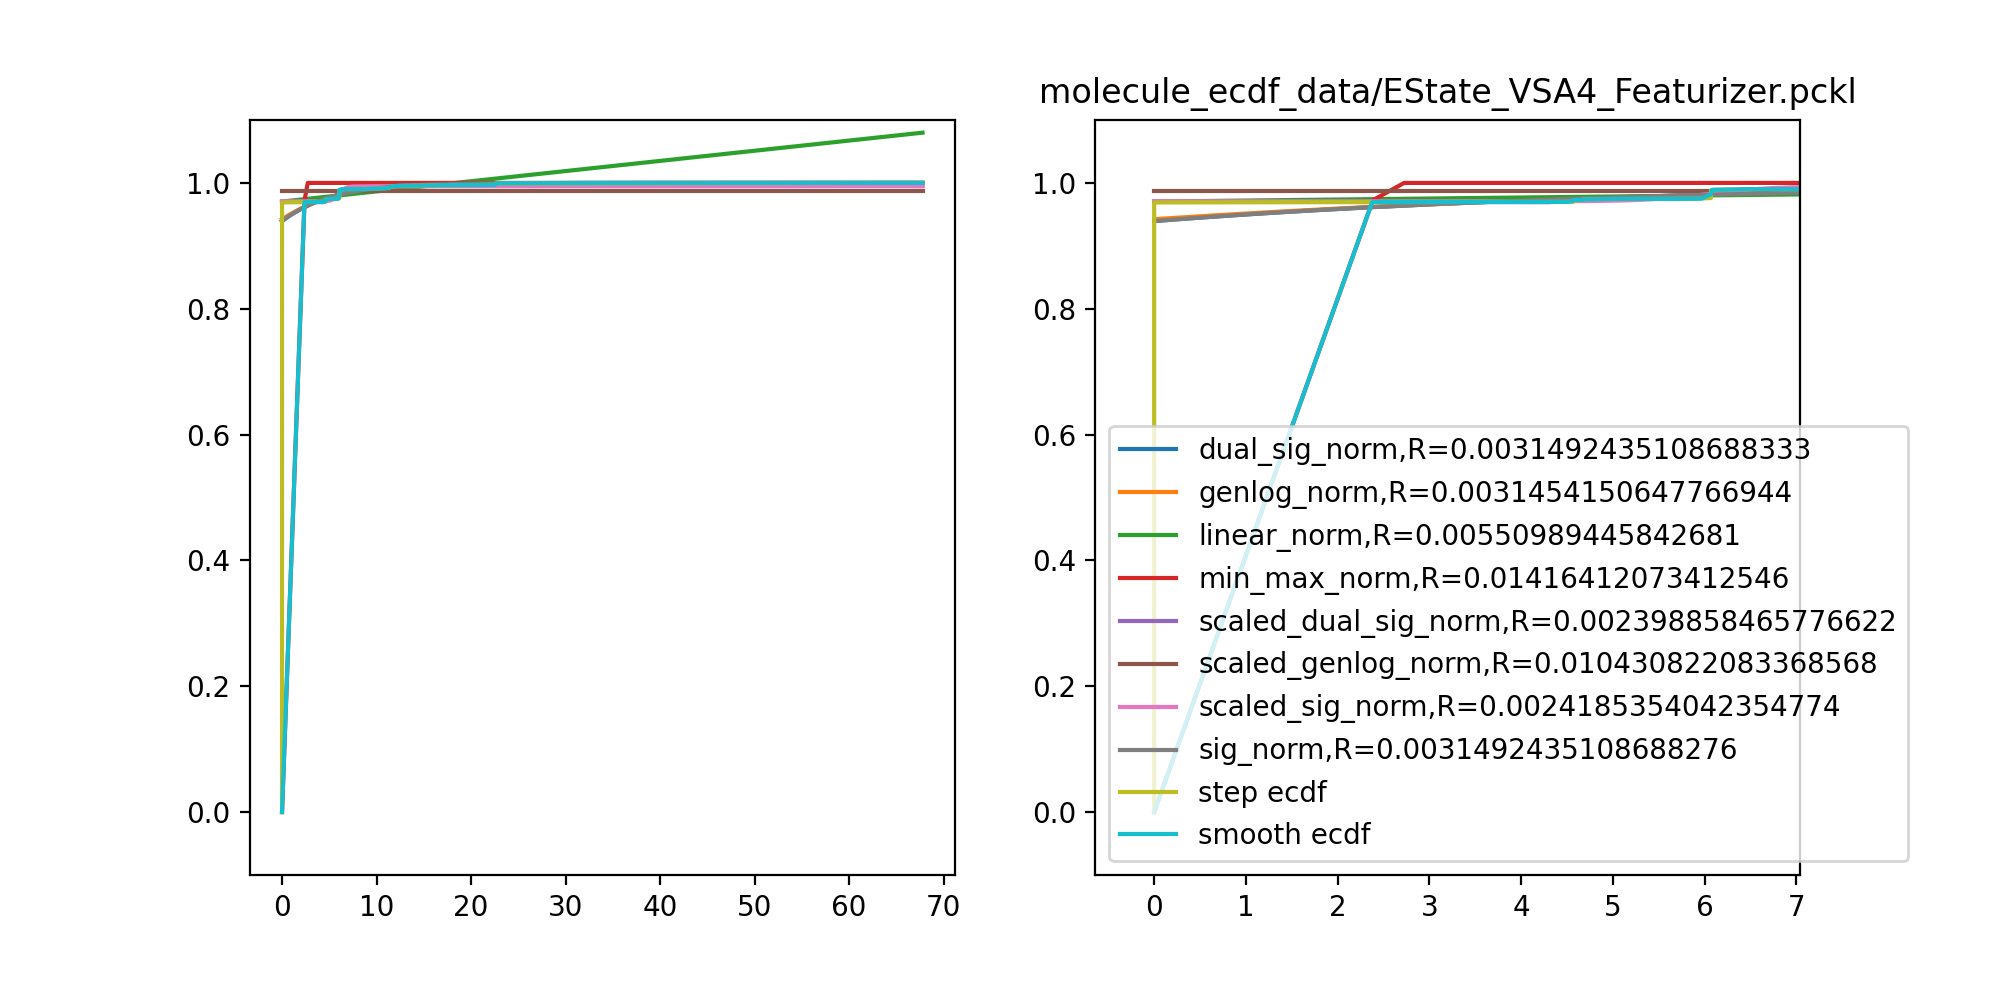 molecule_ecdf_data/EState_VSA4_Featurizer.pckl
1.0
0.8
0.6
0.4
0.2
0.0
0 10 20 30 40 50 60 70
1.0
0.8
0.6
0.4
0.2
0.0
0 1 2 3 4 5 6 7
dual_sig_norm,R=0.0031492435108688333
genlog_norm,R=0.0031454150647766944
linear_norm,R=0.00550989445842681
min_max_norm,R=0.01416412073412546
scaled_dual_sig_norm,R=0.002398858465776622
scaled_genlog_norm,R=0.010430822083368568
scaled_sig_norm,R=0.0024185354042354774
sig_norm,R=0.0031492435108688276
step ecdf
smooth ecdf